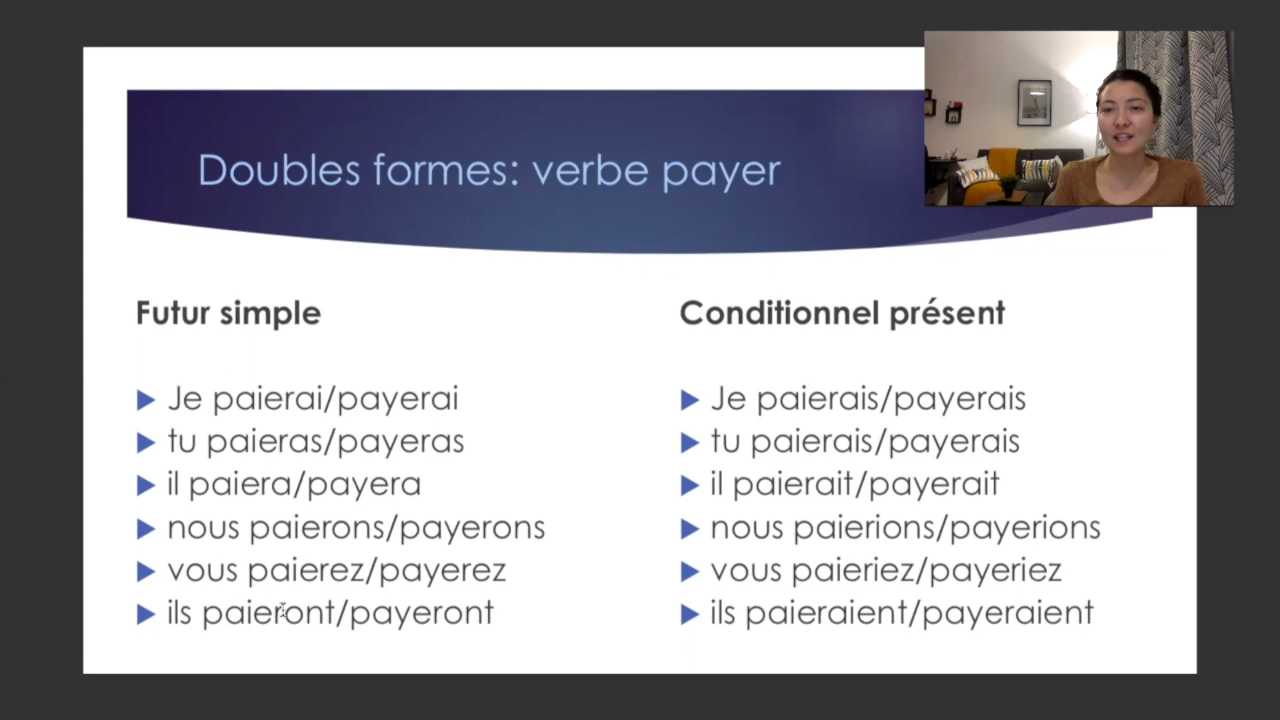 Doubles formes: verbe payer
Futur simple
Je paierai/payerai
tu paieras/payeras
il paiera/payera
nous paierons/payerons
vous paierez/payerez
ils paieront/payeront
Conditionnel présent
Je paierais/payerais
tu paierais/payerais
il paierait/payerait
nous paierions/payerions
vous paieriez/payeriez
ils paieraient/payeraient